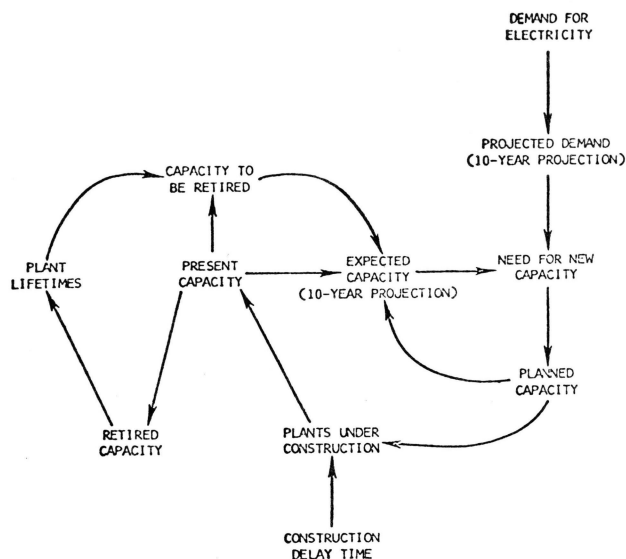 DEMAND FOR
ELECTRICITY
PROJECTED DEMAND
(10-YEAR PROJECTION)
CAPACITY TO
BE RETIRED
PLANT
LIFETIMES
PRESENT
CAPACITY
EXPECTED
CAPACITY
(10-YEAR PROJECTION)
NEED FOR NEW
CAPACITY
PLANNED
CAPACITY
RETIRED
CAPACITY
PLANTS UNDER
CONSTRUCTION
CONSTRUCTION
DELAY TIME